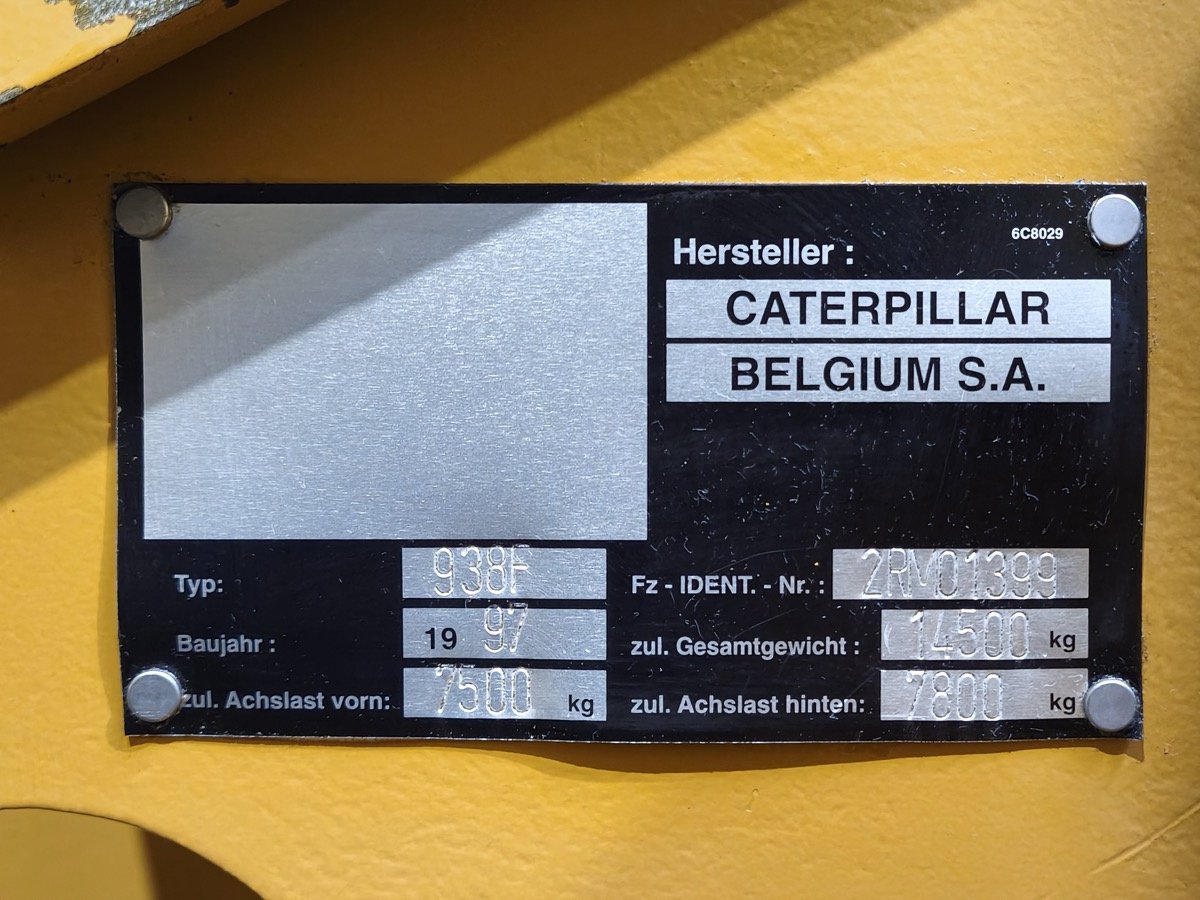 6C8029
Hersteller :
CATERPILLAR
BELGIUM S.A.
Typ: 938F Fz - IDENT. - Nr. : 2RM01399
Baujahr : 19 97 zul. Gesamtgewicht : 14500 kg
zul. Achslast vorn: 7500 kg zul. Achslast hinten: 7800 kg